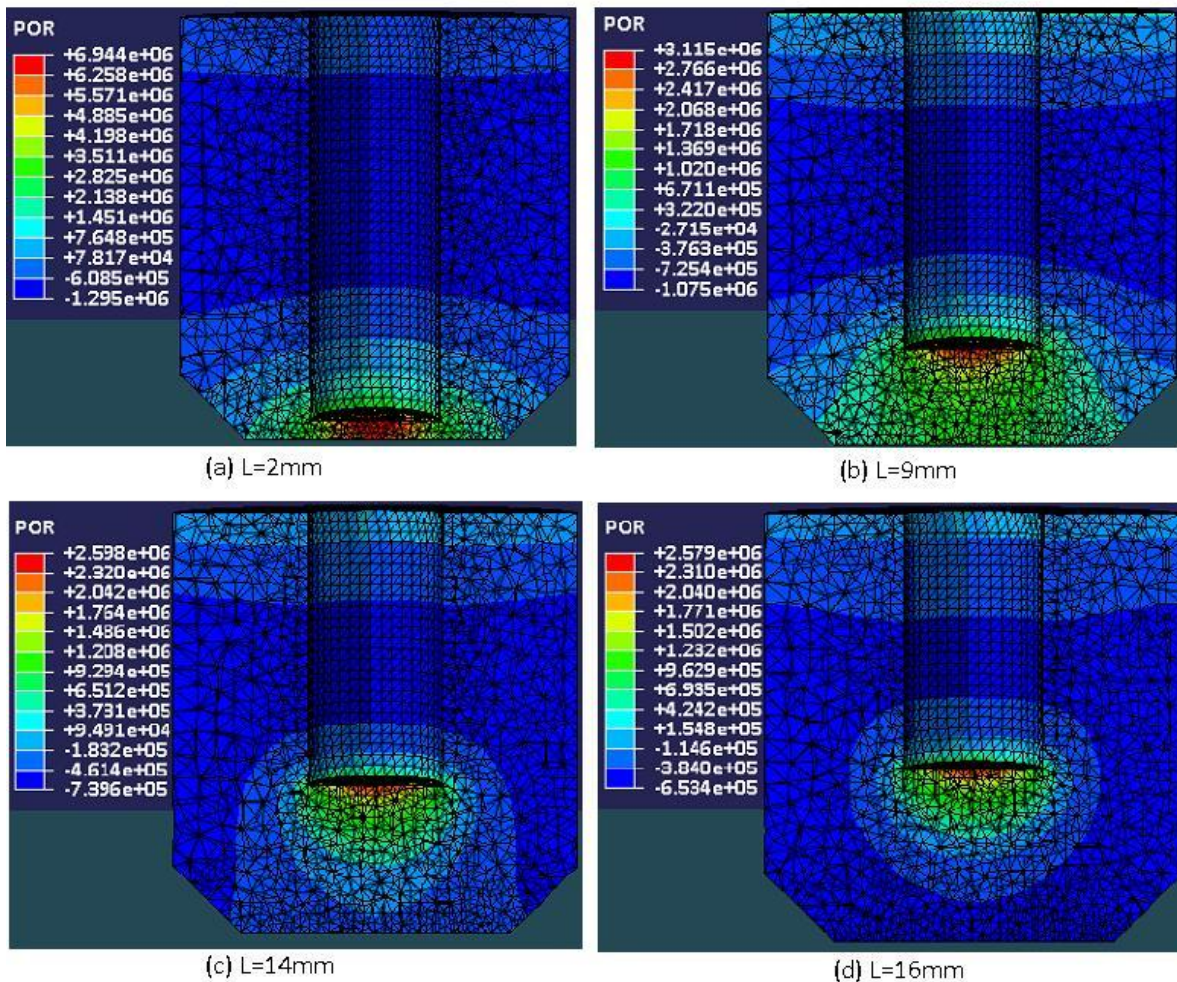 POR
+6.944e+06
+6.258e+06
+5.571e+06
+4.885e+06
+4.198e+06
+3.511e+06
+2.825e+06
+2.138e+06
+1.451e+06
+7.648e+05
+7.817e+04
-6.085e+05
-1.295e+06
(a) L=2mm
POR
+3.115e+06
+2.766e+06
+2.417e+06
+2.068e+06
+1.718e+06
+1.369e+06
+1.020e+06
+6.711e+05
+3.220e+05
-2.715e+04
-3.763e+05
-7.254e+05
-1.075e+06
(b) L=9mm
POR
+2.598e+06
+2.320e+06
+2.042e+06
+1.764e+06
+1.486e+06
+1.208e+06
+9.294e+05
+6.512e+05
+3.731e+05
+9.491e+04
-1.832e+05
-4.614e+05
-7.396e+05
(c) L=14mm
POR
+2.579e+06
+2.310e+06
+2.040e+06
+1.771e+06
+1.502e+06
+1.232e+06
+9.629e+05
+6.935e+05
+4.242e+05
+1.548e+05
-1.146e+05
-3.840e+05
-6.534e+05
(d) L=16mm